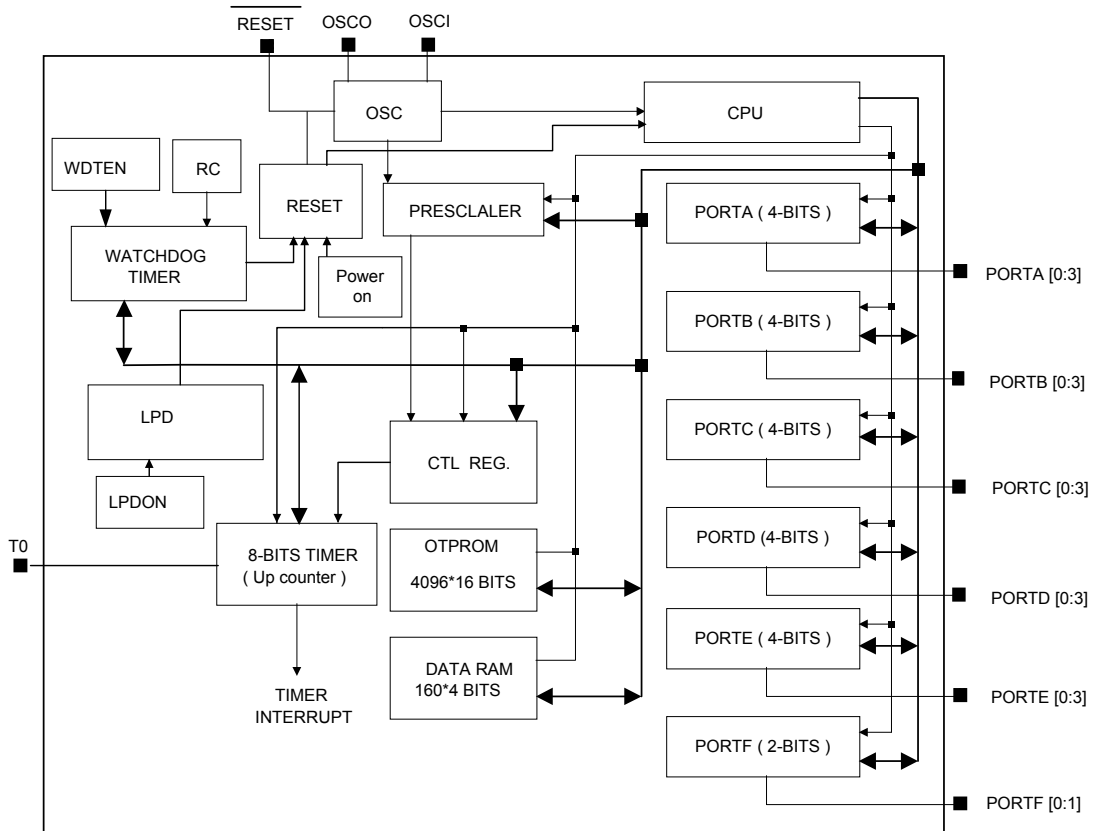 RESET OSCO OSCI
OSC
CPU
WDTEN
RC
RESET
PRESCLALER
PORTA ( 4-BITS )
WATCHDOG
TIMER
Power
on
PORTA [0:3]
PORTB ( 4-BITS )
PORTB [0:3]
LPD
PORTC ( 4-BITS )
CTL REG.
LPDON
PORTC [0:3]
T0
8-BITS TIMER
( Up counter )
OTPROM
4096*16 BITS
PORTD (4-BITS )
PORTD [0:3]
PORTE ( 4-BITS )
DATA RAM
160*4 BITS
TIMER
INTERRUPT
PORTE [0:3]
PORTF ( 2-BITS )
PORTF [0:1]